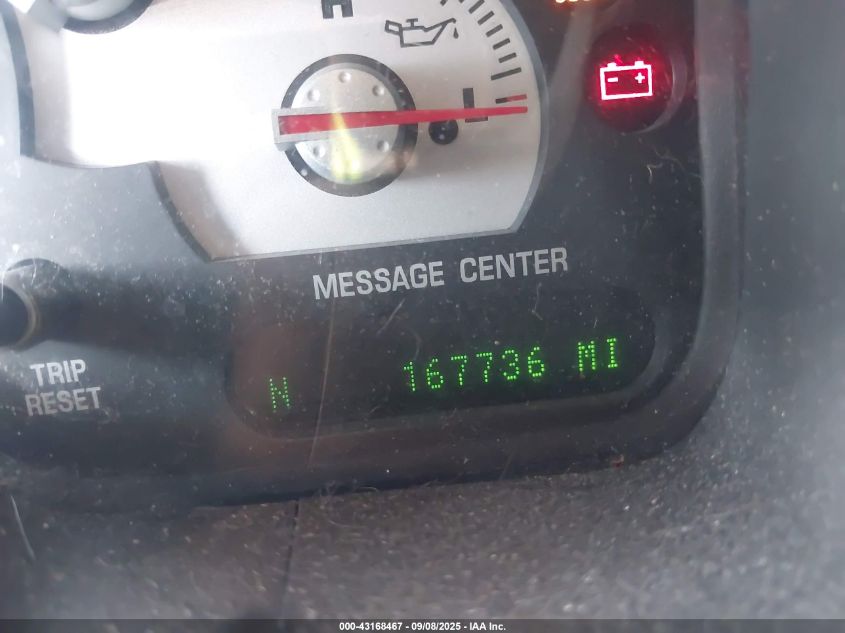 H
L
MESSAGE CENTER
TRIP
RESET
N 167736 MI
000-43168467 - 09/08/2025 - IAA Inc.